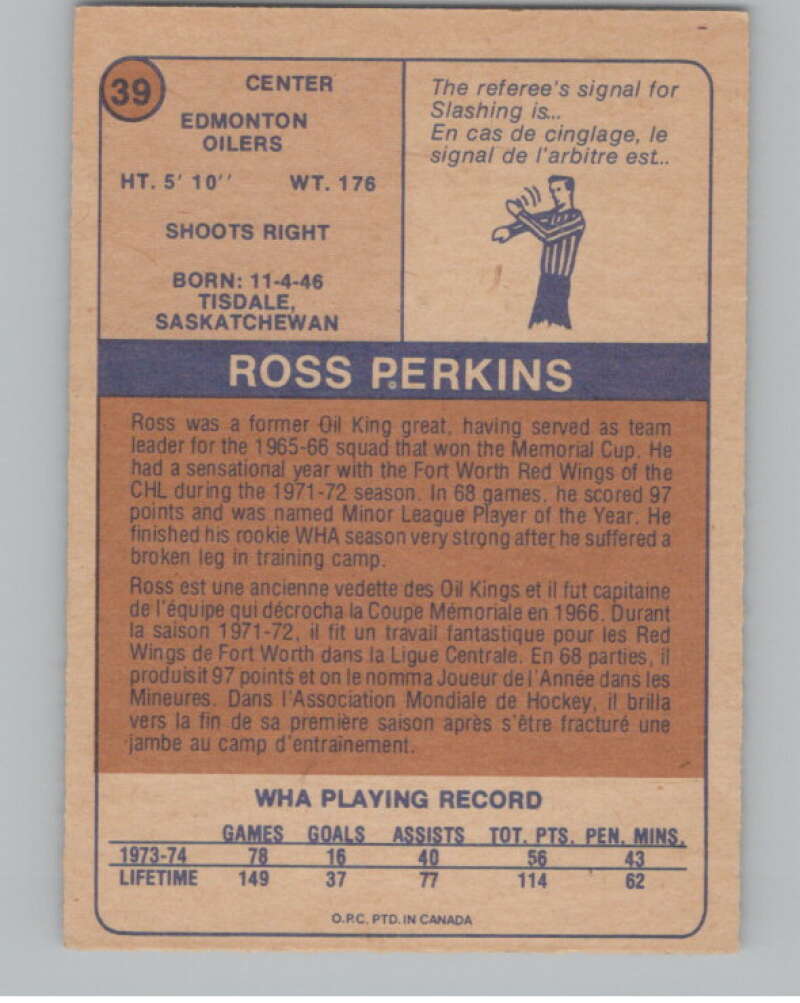 39
CENTER
EDMONTON
OILERS
HT. 5' 10'' WT. 176
SHOOTS RIGHT
BORN: 11-4-46
TISDALE,
SASKATCHEWAN
The referee's signal for
Slashing is...
En cas de cinglage, le
signal de l'arbitre est...
ROSS PERKINS
Ross was a former Oil King great, having served as team
leader for the 1965-66 squad that won the Memorial Cup. He
had a sensational year with the Fort Worth Red Wings of the
CHL during the 1971-72 season. In 68 games, he scored 97
points and was named Minor League Player of the Year. He
finished his rookie WHA season very strong after he suffered a
broken leg in training camp.
Ross est une ancienne vedette des Oil Kings et il fut capitaine
de l'équipe qui décrocha la Coupe Mémoriale en 1966. Durant
la saison 1971-72, il fit un travail fantastique pour les Red
Wings de Fort Worth dans la Ligue Centrale. En 68 parties, il
produisit 97 points et on le nomma Joueur de l'Année dans les
Mineures. Dans l'Association Mondiale de Hockey, il brilla
vers la fin de sa première saison après s'être fracturé une
jambe au camp d'entraînement.
WHA PLAYING RECORD
GAMES GOALS ASSISTS TOT. PTS. PEN. MINS.
1973-74 78 16 40 56 43
LIFETIME 149 37 77 114 62
O.P.C. PTD. IN CANADA